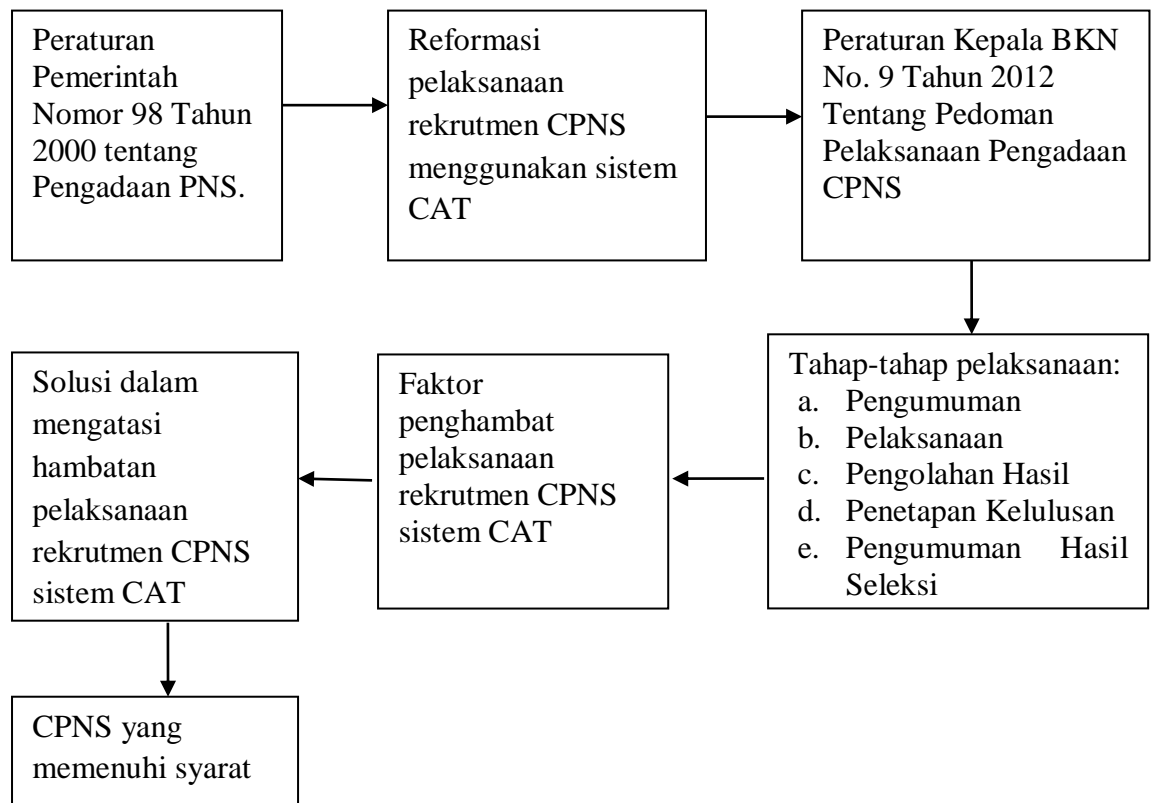 Peraturan
Pemerintah
Nomor 98 Tahun
2000 tentang
Pengadaan PNS.
Reformasi
pelaksanaan
rekrutmen CPNS
menggunakan sistem
CAT
Peraturan Kepala BKN
No. 9 Tahun 2012
Tentang Pedoman
Pelaksanaan Pengadaan
CPNS
Tahap-tahap pelaksanaan:
a. Pengumuman
b. Pelaksanaan
c. Pengolahan Hasil
d. Penetapan Kelulusan
e. Pengumuman Hasil
Seleksi
Faktor
penghambat
pelaksanaan
rekrutmen CPNS
sistem CAT
Solusi dalam
mengatasi
hambatan
pelaksanaan
rekrutmen CPNS
sistem CAT
CPNS yang
memenuhi syarat